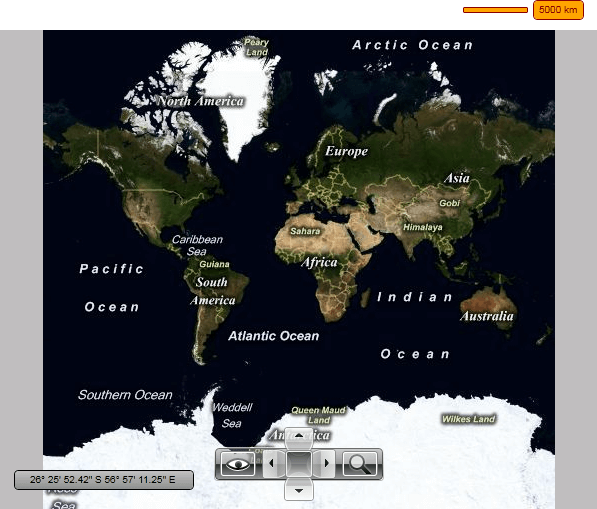 5000 km
Arctic Ocean
Peary
Land
North America
Europe
Asia
Gobi
Himalaya
Sahara
Caribbean
Sea
Guiana
Africa
Pacific
Ocean
South
America
Indian
Ocean
Australia
Atlantic Ocean
Southern Ocean
Weddell
Sea
Queen Maud
Land
Wilkes Land
26° 25' 52.42" S 56° 57' 11.25" E
Sea